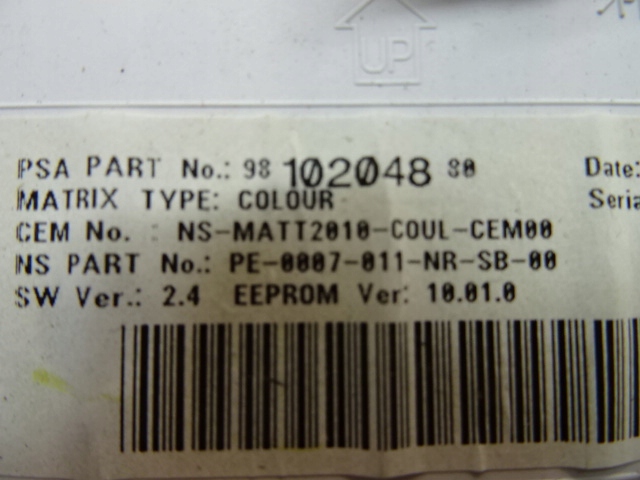 UP
PSA PART No.: 98 102048 80 Date:
MATRIX TYPE: COLOUR Seria
CEM No. : NS-MATT2010-COUL-CEM00
NS PART No.: PE-0007-011-NR-SB-00
SW Ver.: 2.4 EEPROM Ver: 10.01.0